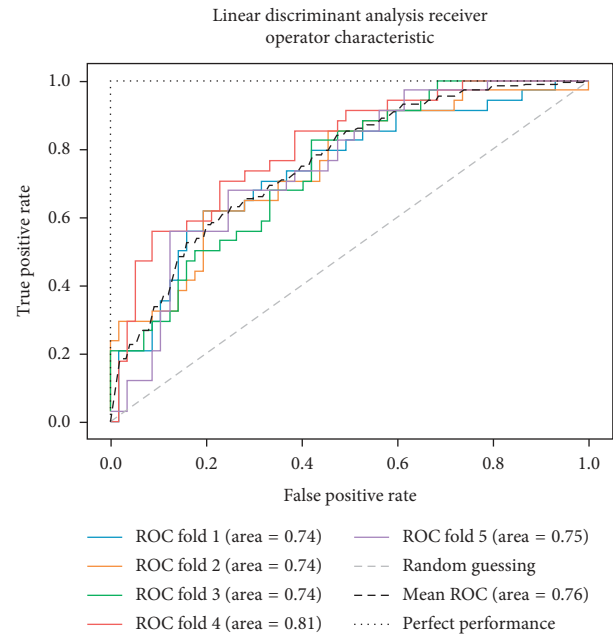 Linear discriminant analysis receiver
operator characteristic
True positive rate
1.0
0.8
0.6
0.4
0.2
0.0
0.0 0.2 0.4 0.6 0.8 1.0
False positive rate
ROC fold 1 (area = 0.74)
ROC fold 2 (area = 0.74)
ROC fold 3 (area = 0.74)
ROC fold 4 (area = 0.81)
ROC fold 5 (area = 0.75)
Random guessing
Mean ROC (area = 0.76)
Perfect performance